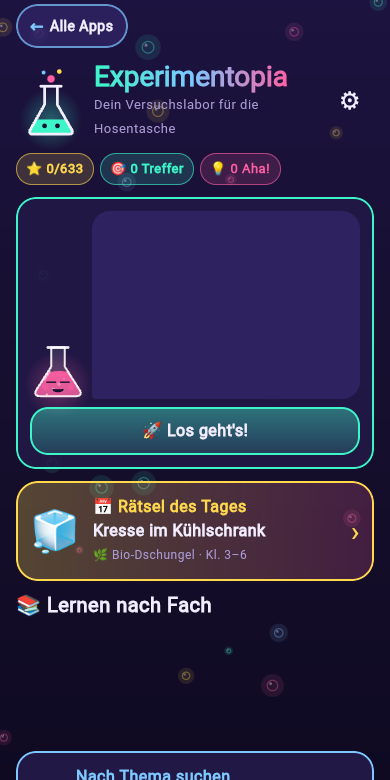 ← Alle Apps
Experimentopia
Dein Versuchslabor für die
Hosentasche
⭐ 0/633
🎯 0 Treffer
💡 0 Aha!
🚀 Los geht's!
📅 Rätsel des Tages
Kresse im Kühlschrank
🌿 Bio-Dschungel · Kl. 3–6
📚 Lernen nach Fach
Nach Thema suchen